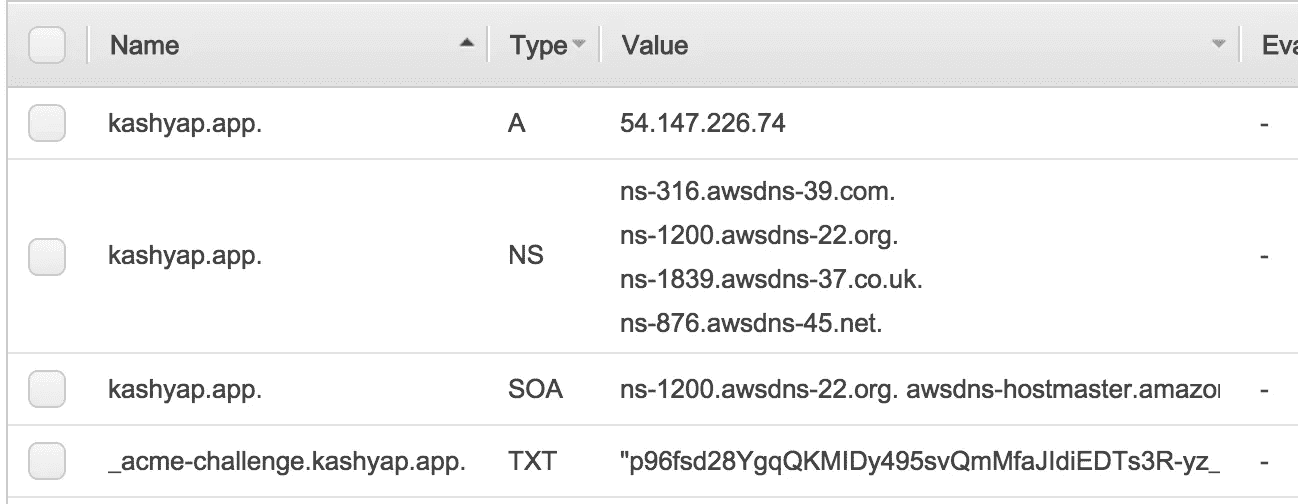 Name Type Value Eva
kashyap.app. A 54.147.226.74 -
ns-316.awsdns-39.com.
ns-1200.awsdns-22.org.
kashyap.app. NS -
ns-1839.awsdns-37.co.uk.
ns-876.awsdns-45.net.
kashyap.app. SOA ns-1200.awsdns-22.org. awsdns-hostmaster.amazon -
_acme-challenge.kashyap.app. TXT "p96fsd28YgqQKMIDy495svQmMfaJIdiEDTs3R-yz_ -